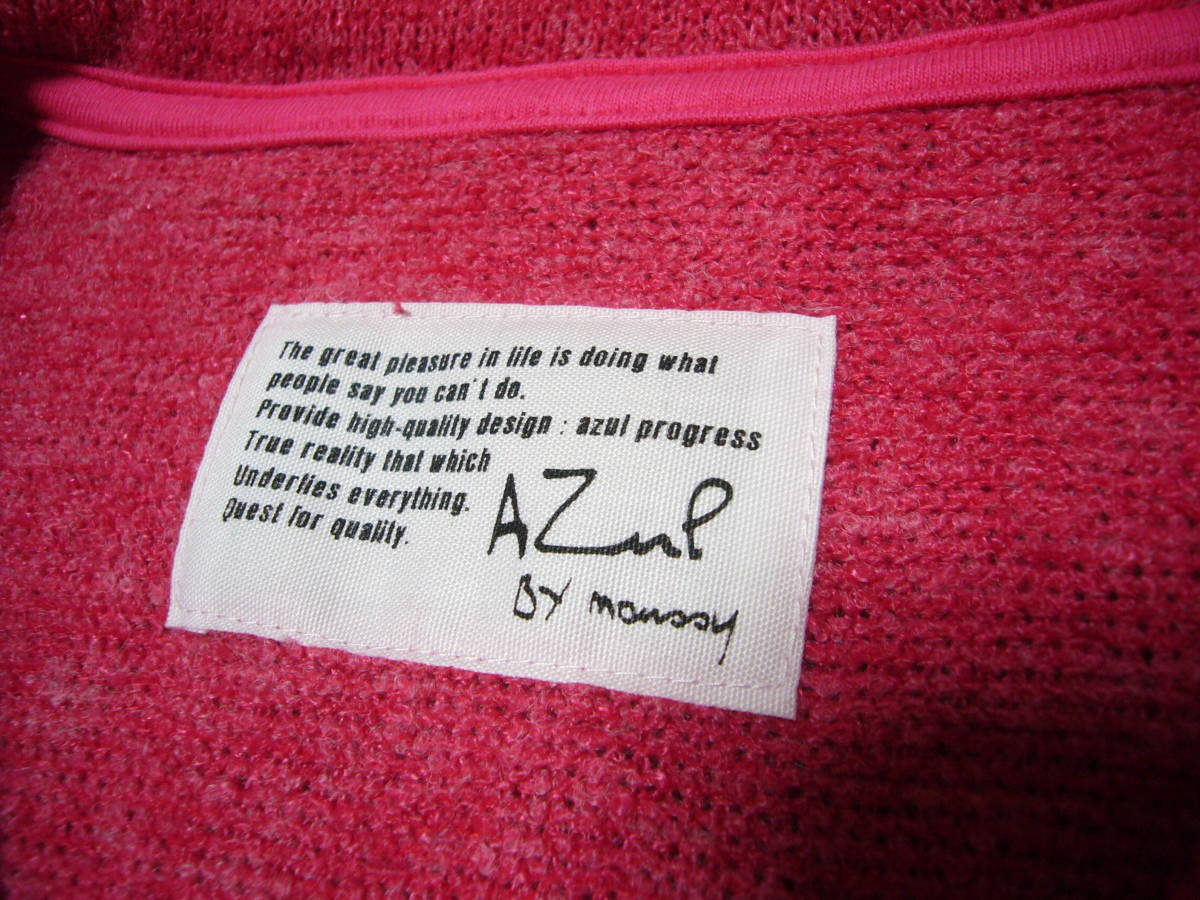 The great pleasure in life is doing what
people say you can't do.
Provide high-quality design : azul progress
True reality that which
Underlies everything.
Quest for quality.
AZUL
BY moussy